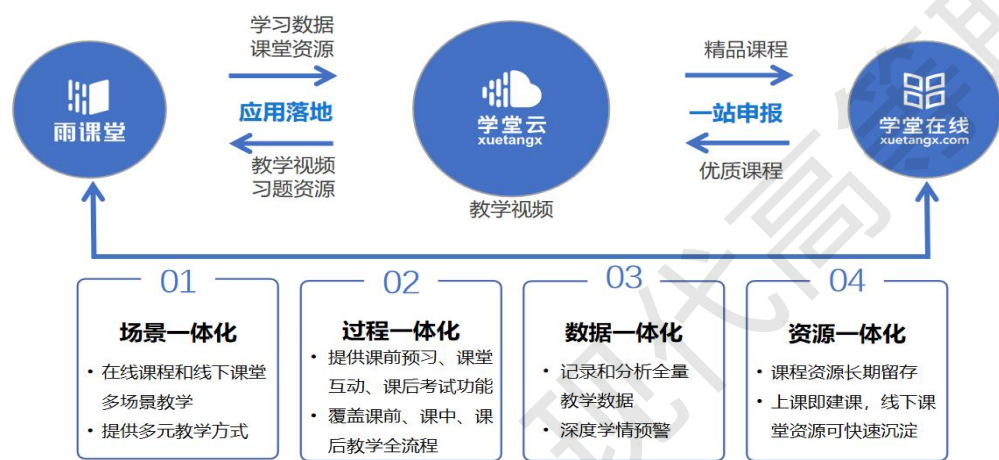 学习数据
课堂资源
雨课堂
应用落地
教学视频
习题资源
学堂云
xuetangx
教学视频
精品课程
一站申报
优质课程
学堂在线
xuetangx.com
01
场景一体化
• 在线课程和线下课堂
多场景教学
• 提供多元教学方式
02
过程一体化
• 提供课前预习、课堂
互动、课后考试功能
• 覆盖课前、课中、课
后教学全流程
03
数据一体化
• 记录和分析全量
教学数据
• 深度学情预警
04
资源一体化
• 课程资源长期留存
• 上课即建课，线下课
堂资源可快速沉淀
现代高等职